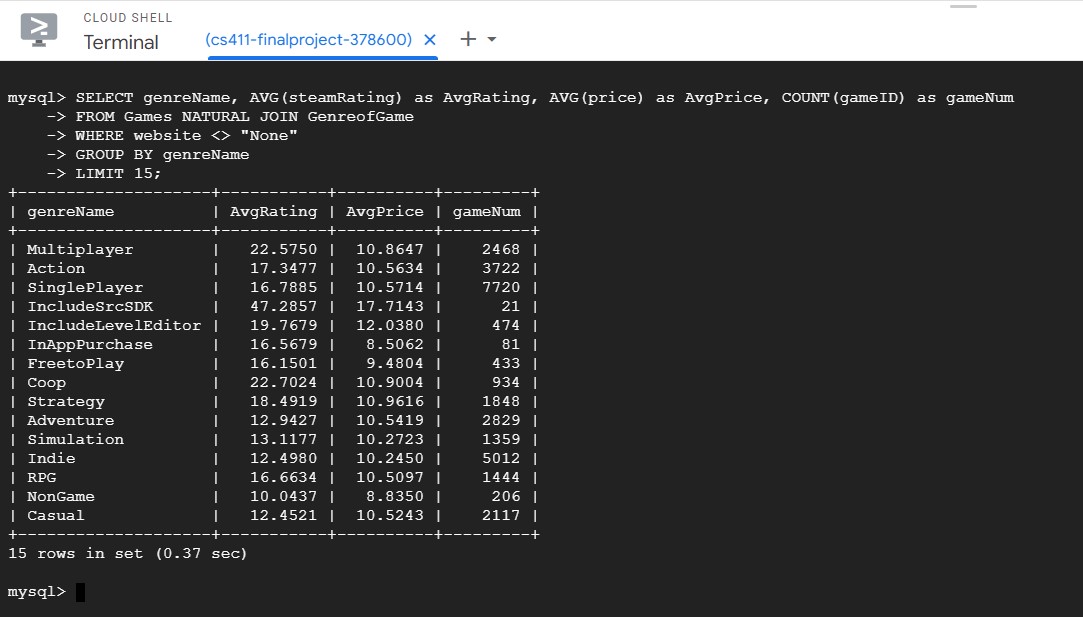 CLOUD SHELL
Terminal
(cs411-finalproject-378600)
mysql> SELECT genreName, AVG(steamRating) as AvgRating, AVG(price) as AvgPrice, COUNT(gameID) as gameNum
    -> FROM Games NATURAL JOIN GenreofGame
    -> WHERE website <> "None"
    -> GROUP BY genreName
    -> LIMIT 15;
+--------------------+-----------+----------+---------+
| genreName          | AvgRating | AvgPrice | gameNum |
+--------------------+-----------+----------+---------+
| Multiplayer        |   22.5750 |  10.8647 |    2468 |
| Action             |   17.3477 |  10.5634 |    3722 |
| SinglePlayer       |   16.7885 |  10.5714 |    7720 |
| IncludeSrcSDK      |   47.2857 |  17.7143 |      21 |
| IncludeLevelEditor |   19.7679 |  12.0380 |     474 |
| InAppPurchase      |   16.5679 |   8.5062 |      81 |
| FreetoPlay         |   16.1501 |   9.4804 |     433 |
| Coop               |   22.7024 |  10.9004 |     934 |
| Strategy           |   18.4919 |  10.9616 |    1848 |
| Adventure          |   12.9427 |  10.5419 |    2829 |
| Simulation         |   13.1177 |  10.2723 |    1359 |
| Indie              |   12.4980 |  10.2450 |    5012 |
| RPG                |   16.6634 |  10.5097 |    1444 |
| NonGame            |   10.0437 |   8.8350 |     206 |
| Casual             |   12.4521 |  10.5243 |    2117 |
+--------------------+-----------+----------+---------+
15 rows in set (0.37 sec)
mysql>